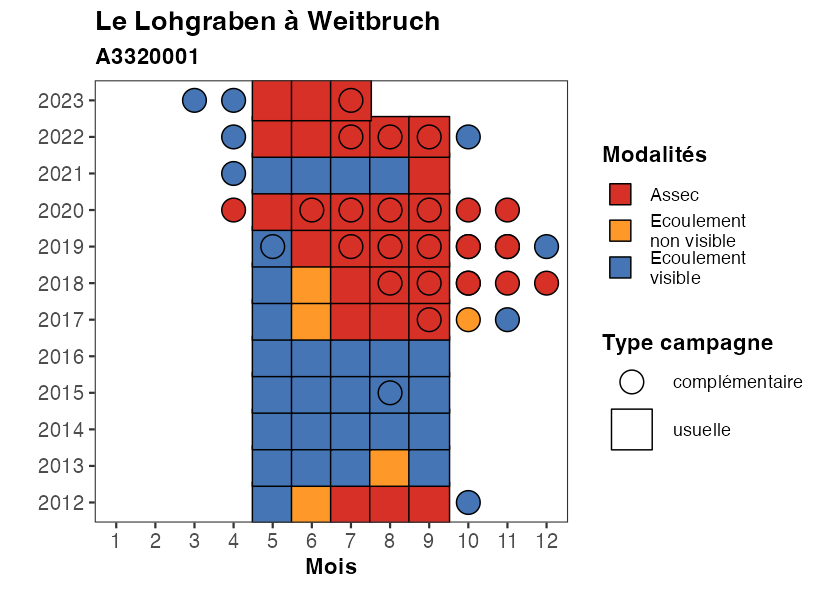 Le Lohgraben à Weitbruch
A3320001
2023
2022
2021
2020
2019
2018
2017
2016
2015
2014
2013
2012
1 2 3 4 5 6 7 8 9 10 11 12
Mois
Modalités
Assec
Ecoulement
non visible
Ecoulement
visible
Type campagne
complémentaire
usuelle